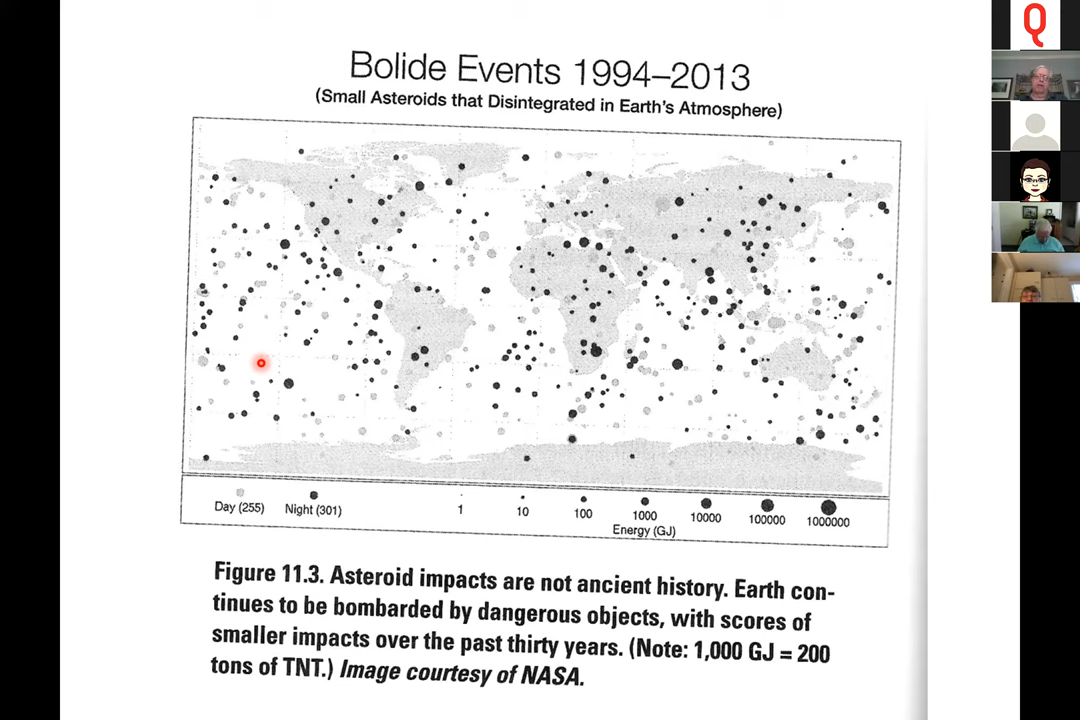 Q
Bolide Events 1994–2013
(Small Asteroids that Disintegrated in Earth's Atmosphere)
Day (255) Night (301) 1 10 100 1000 10000 100000 1000000
Energy (GJ)
Figure 11.3. Asteroid impacts are not ancient history. Earth con-
tinues to be bombarded by dangerous objects, with scores of
smaller impacts over the past thirty years. (Note: 1,000 GJ = 200
tons of TNT.) Image courtesy of NASA.